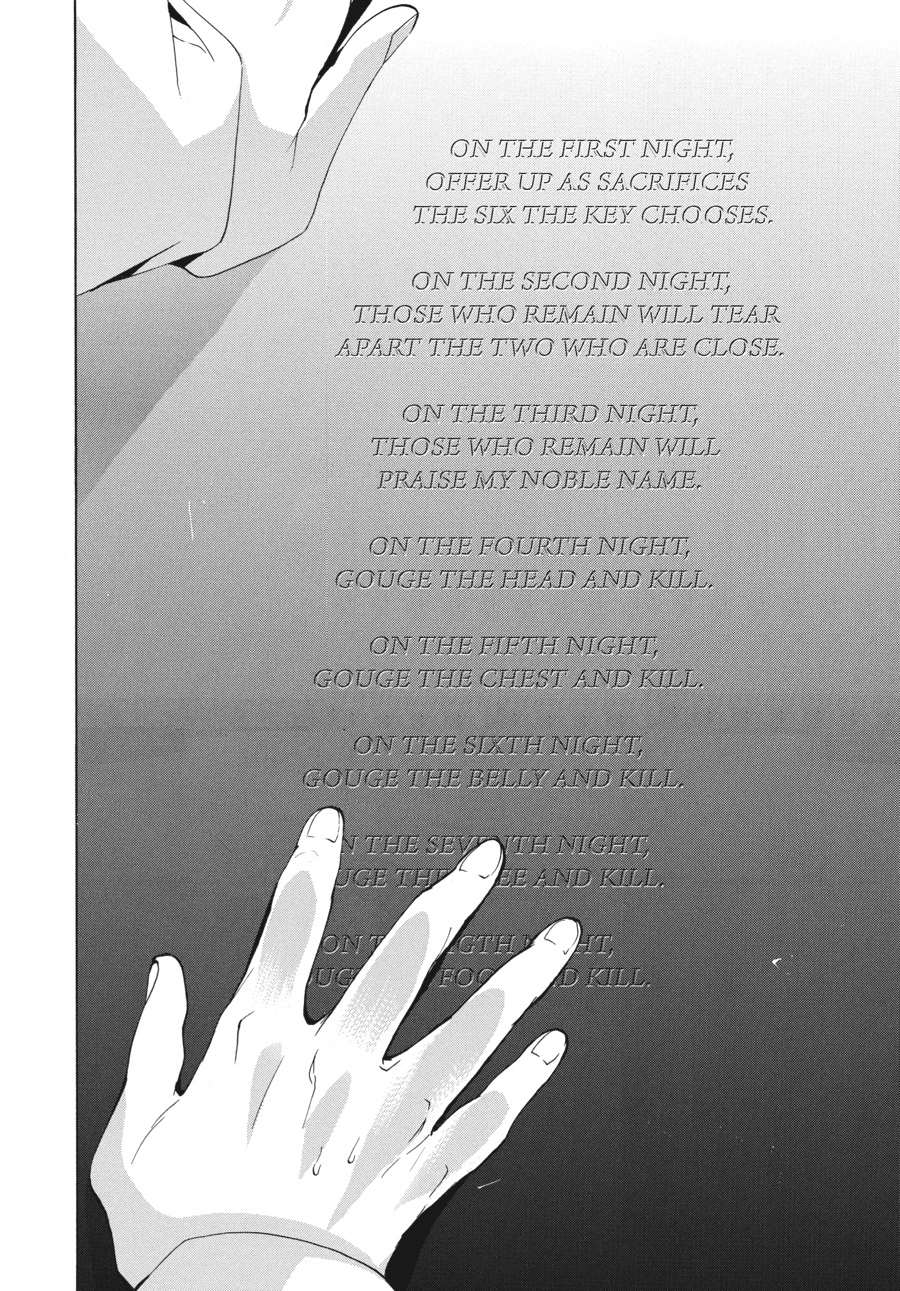 ON THE FIRST NIGHT,
OFFER UP AS SACRIFICES
THE SIX THE KEY CHOOSES.
ON THE SECOND NIGHT,
THOSE WHO REMAIN WILL TEAR
APART THE TWO WHO ARE CLOSE.
ON THE THIRD NIGHT,
THOSE WHO REMAIN WILL
PRAISE MY NOBLE NAME.
ON THE FOURTH NIGHT,
GOUGE THE HEAD AND KILL.
ON THE FIFTH NIGHT,
GOUGE THE CHEST AND KILL.
ON THE SIXTH NIGHT,
GOUGE THE BELLY AND KILL.
THE SEVENTH NIGHT,
AND KILL.
ON
KILL.